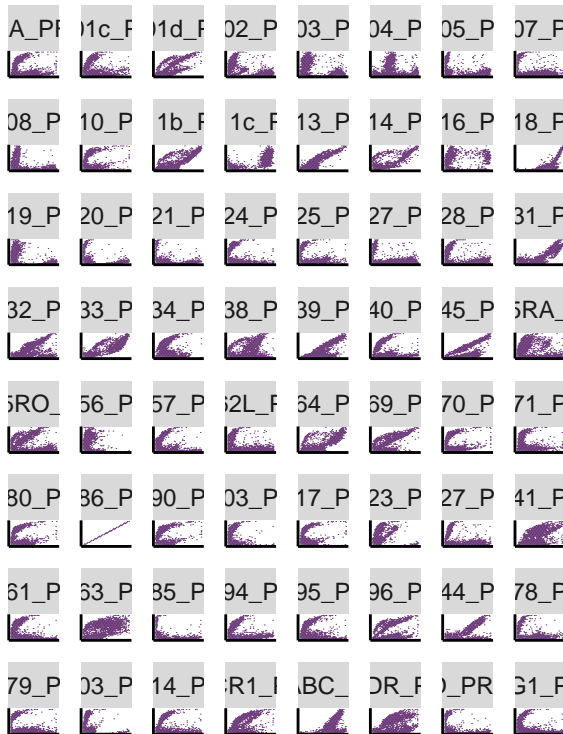 A_PF 01c_F 01d_F 02_P 03_P 04_P 05_P 07_P
08_P 10_P 1b_F 1c_F 13_P 14_P 16_P 18_P
19_P 20_P 21_P 24_P 25_P 27_P 28_P 31_P
32_P 33_P 34_P 38_P 39_P 40_P 45_P 5RA_
5RO_ 56_P 57_P 62L_F 64_P 69_P 70_P 71_P
80_P 86_P 90_P 03_P 17_P 23_P 27_P 41_P
61_P 63_P 85_P 94_P 95_P 96_P 44_P 78_P
79_P 03_P 14_P CR1_F ABC_ DR_F D_PR G1_P